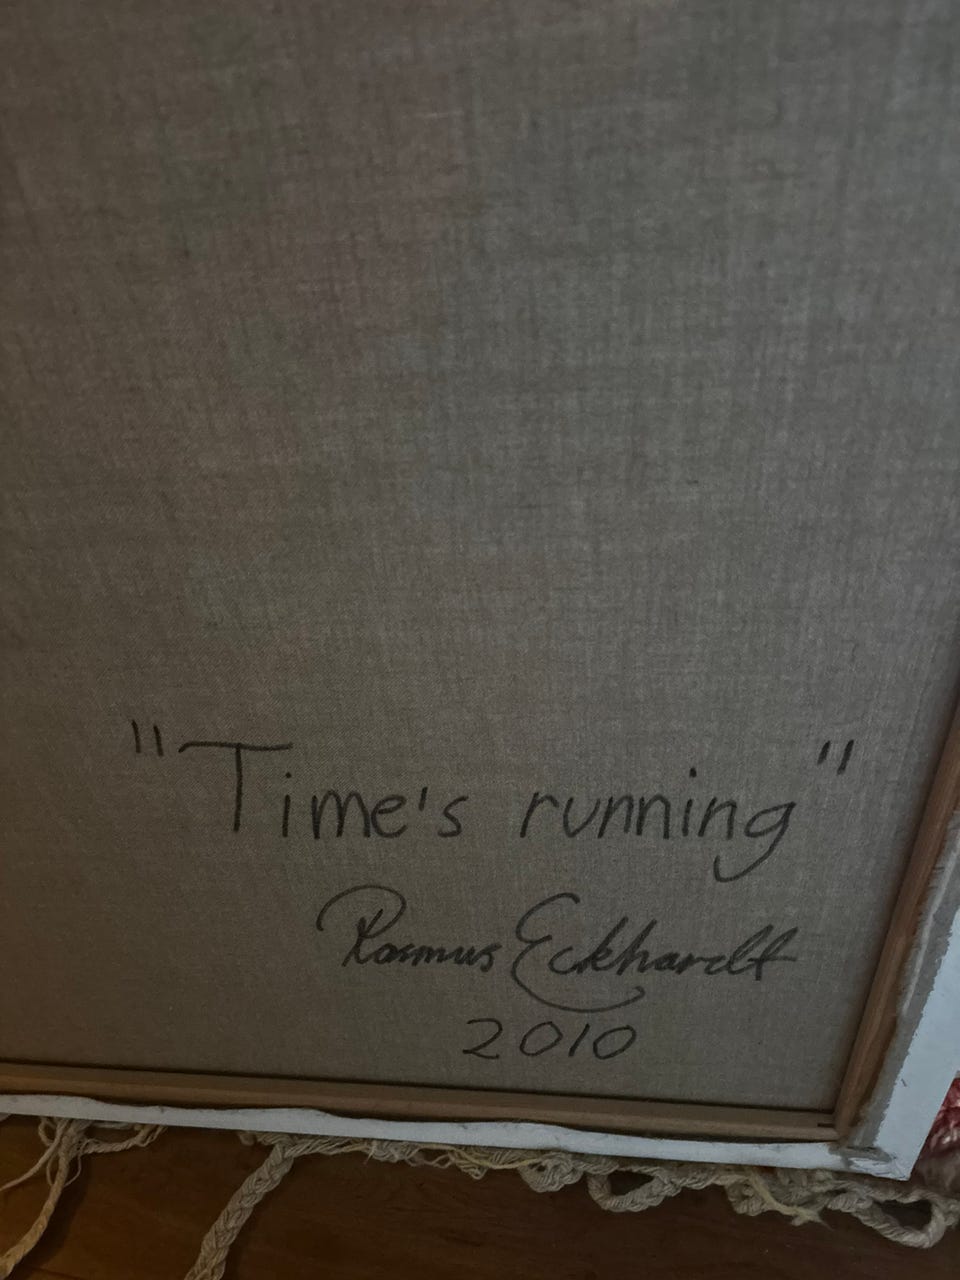 "Time's running"
Rasmus Eckhardt
2010